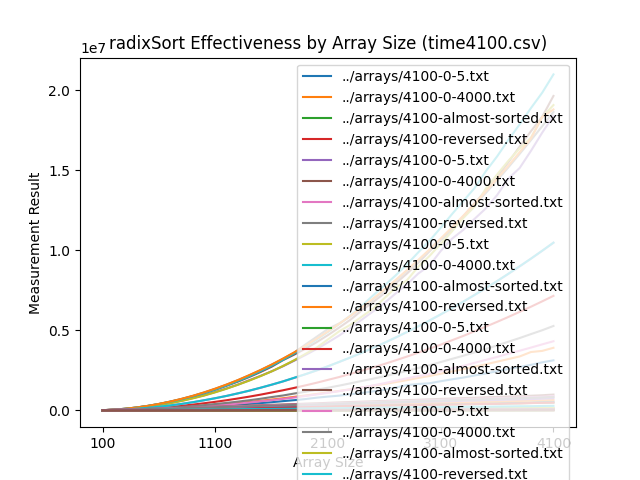 radixSort Effectiveness by Array Size (time4100.csv)
1e7
2.0
1.5
1.0
0.5
0.0
Measurement Result
../arrays/4100-0-5.txt
../arrays/4100-0-4000.txt
../arrays/4100-almost-sorted.txt
../arrays/4100-reversed.txt
../arrays/4100-0-5.txt
../arrays/4100-0-4000.txt
../arrays/4100-almost-sorted.txt
../arrays/4100-reversed.txt
../arrays/4100-0-5.txt
../arrays/4100-0-4000.txt
../arrays/4100-almost-sorted.txt
../arrays/4100-reversed.txt
../arrays/4100-0-5.txt
../arrays/4100-0-4000.txt
../arrays/4100-almost-sorted.txt
../arrays/4100-reversed.txt
../arrays/4100-0-5.txt
../arrays/4100-0-4000.txt
../arrays/4100-almost-sorted.txt
../arrays/4100-reversed.txt
100 1100 2100 3100 4100
Array Size